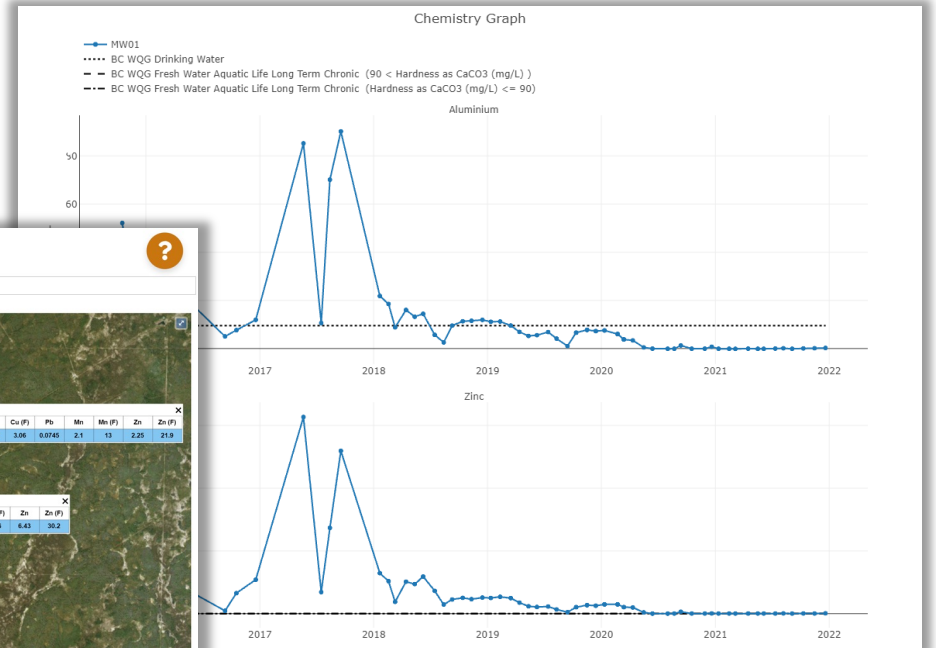 Chemistry Graph
MW01
BC WQG Drinking Water
BC WQG Fresh Water Aquatic Life Long Term Chronic (90 < Hardness as CaCO3 (mg/L) )
BC WQG Fresh Water Aquatic Life Long Term Chronic (Hardness as CaCO3 (mg/L) <= 90)
Aluminium
60
?
2017 2018 2019 2020 2021 2022
Zinc
×
Cu (F) Pb Mn Mn (F) Zn Zn (F)
3.06 0.0745 2.1 13 2.25 21.9
×
Zn Zn (F)
6.43 30.2
2017 2018 2019 2020 2021 2022